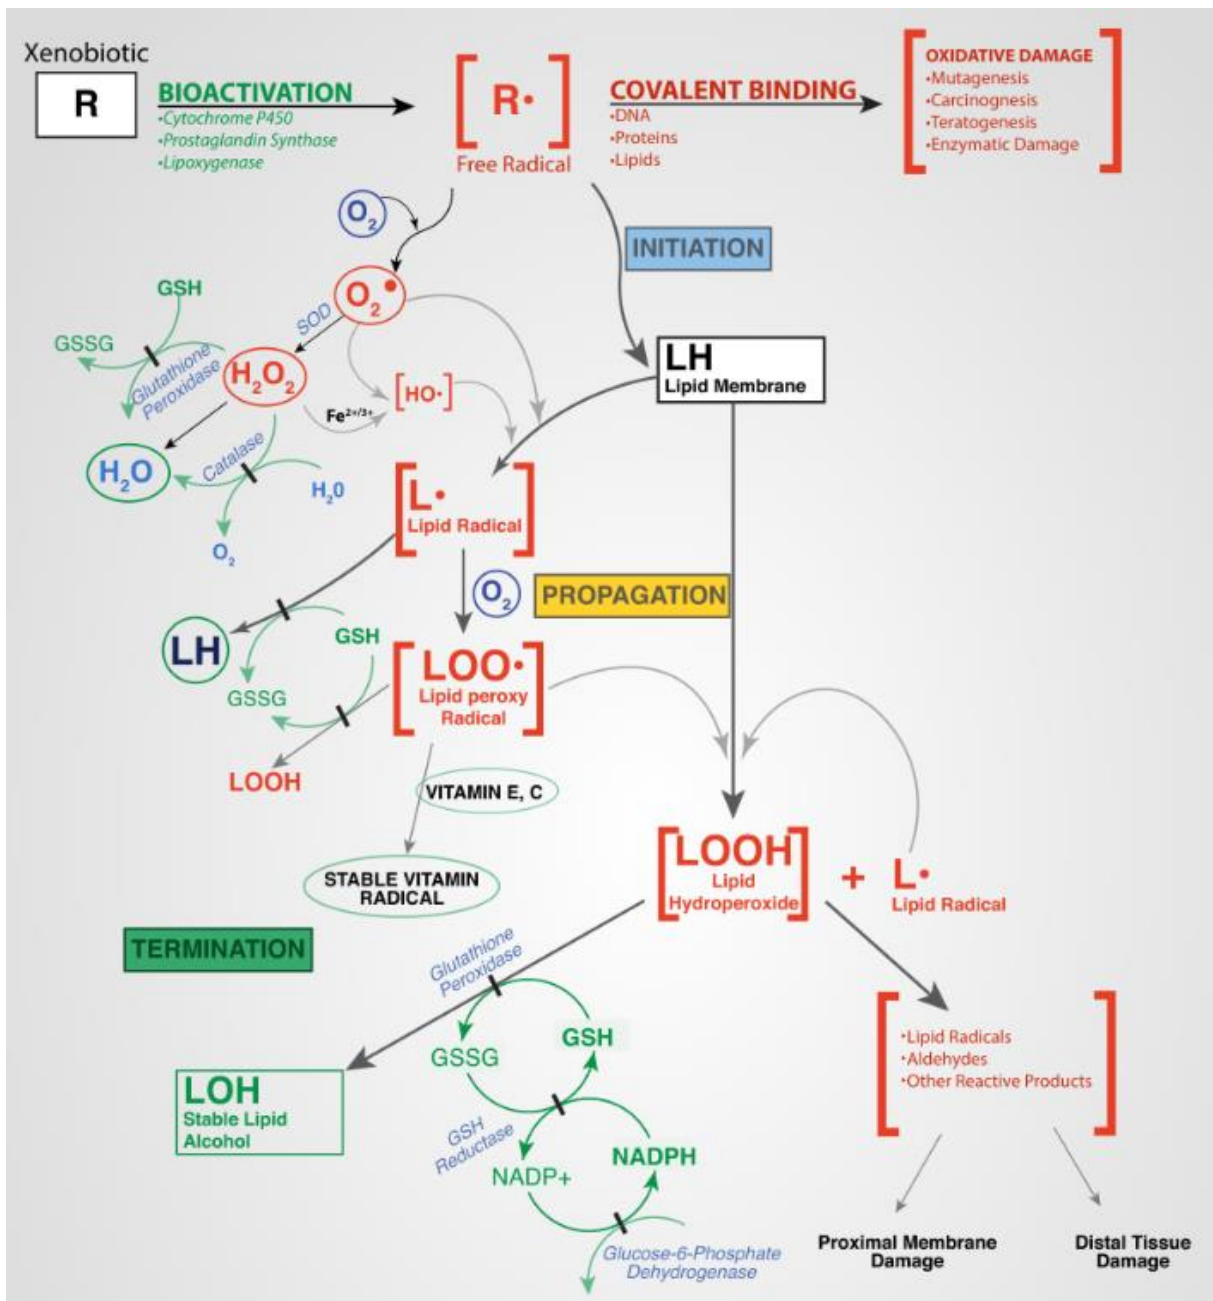 Xenobiotic
R
BIOACTIVATION
•Cytochrome P450
•Prostaglandin Synthase
•Lipoxygenase
R•
Free Radical
COVALENT BINDING
•DNA
•Proteins
•Lipids
OXIDATIVE DAMAGE
•Mutagenesis
•Carcinognesis
•Teratogenesis
•Enzymatic Damage
O2
INITIATION
O2•
SOD
GSH
GSSG
Glutathione
Peroxidase
H2O2
[HO•]
Fe2+/3+
LH
Lipid Membrane
H2O
Catalase
H20
O2
L•
Lipid Radical
O2
PROPAGATION
LH
GSH
GSSG
LOO•
Lipid peroxy
Radical
LOOH
VITAMIN E, C
STABLE VITAMIN
RADICAL
LOOH
Lipid
Hydroperoxide
+
L•
Lipid Radical
TERMINATION
Glutathione
Peroxidase
GSH
GSSG
LOH
Stable Lipid
Alcohol
GSH
Reductase
NADPH
NADP+
Glucose-6-Phosphate
Dehydrogenase
•Lipid Radicals
•Aldehydes
•Other Reactive Products
Proximal Membrane
Damage
Distal Tissue
Damage